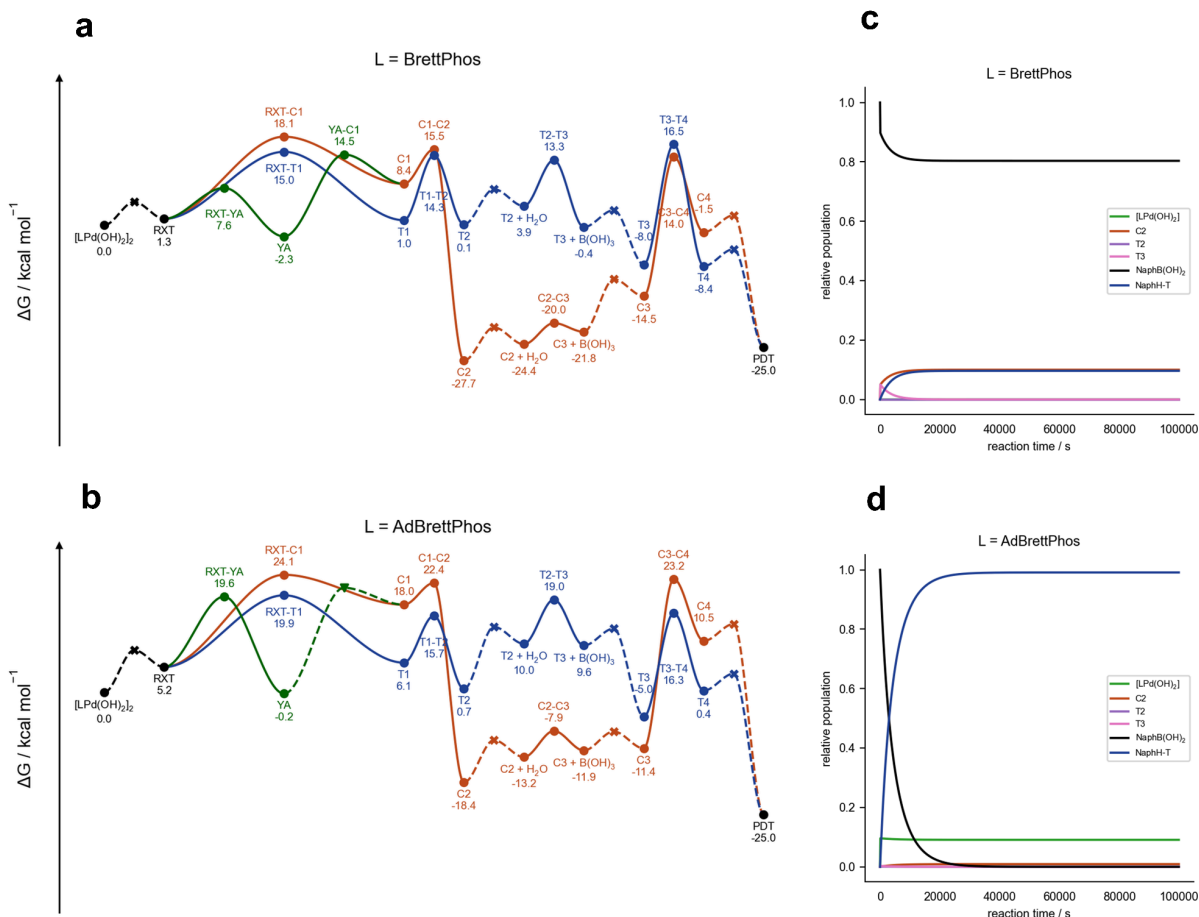 a
L = BrettPhos
ΔG / kcal mol⁻¹
[LPd(OH)₂]₂
0.0
RXT
1.3
RXT-C1
18.1
RXT-T1
15.0
RXT-YA
7.6
YA
-2.3
YA-C1
14.5
C1
8.4
T1
1.0
C1-C2
15.5
T1-T2
14.3
T2
0.1
C2
-27.7
T2 + H₂O
3.9
C2 + H₂O
-24.4
T2-T3
13.3
C2-C3
-20.0
T3 + B(OH)₃
-0.4
C3 + B(OH)₃
-21.8
T3
-8.0
C3
-14.5
T3-T4
16.5
C3-C4
14.0
C4
-1.5
T4
-8.4
PDT
-25.0
b
L = AdBrettPhos
ΔG / kcal mol⁻¹
[LPd(OH)₂]₂
0.0
RXT
5.2
RXT-YA
19.6
RXT-C1
24.1
RXT-T1
19.9
YA
-0.2
C1
18.0
T1
6.1
C1-C2
22.4
T1-T2
15.7
T2
0.7
C2
-18.4
T2 + H₂O
10.0
C2 + H₂O
-13.2
T2-T3
19.0
C2-C3
-7.9
T3 + B(OH)₃
9.6
C3 + B(OH)₃
-11.9
T3
-5.0
C3
-11.4
C3-C4
23.2
T3-T4
16.3
C4
10.5
T4
0.4
PDT
-25.0
c
L = BrettPhos
relative population
1.0
0.8
0.6
0.4
0.2
0.0
[LPd(OH)₂]
C2
T2
T3
NaphB(OH)₂
NaphH-T
0 20000 40000 60000 80000 100000
reaction time / s
d
L = AdBrettPhos
relative population
1.0
0.8
0.6
0.4
0.2
0.0
[LPd(OH)₂]
C2
T2
T3
NaphB(OH)₂
NaphH-T
0 20000 40000 60000 80000 100000
reaction time / s